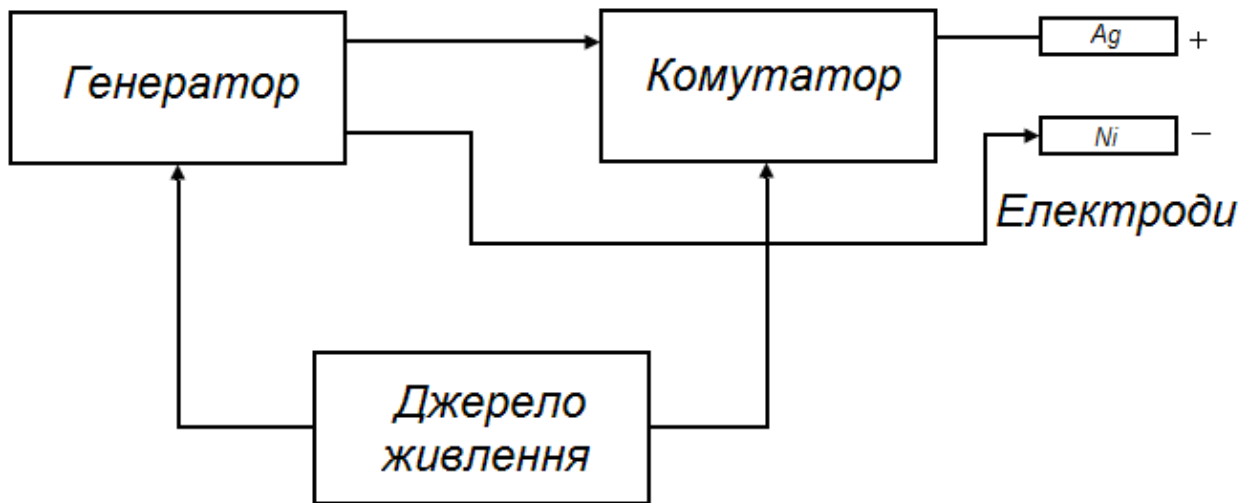 Генератор
Комутатор
Ag +
Ni –
Електроди
Джерело
живлення